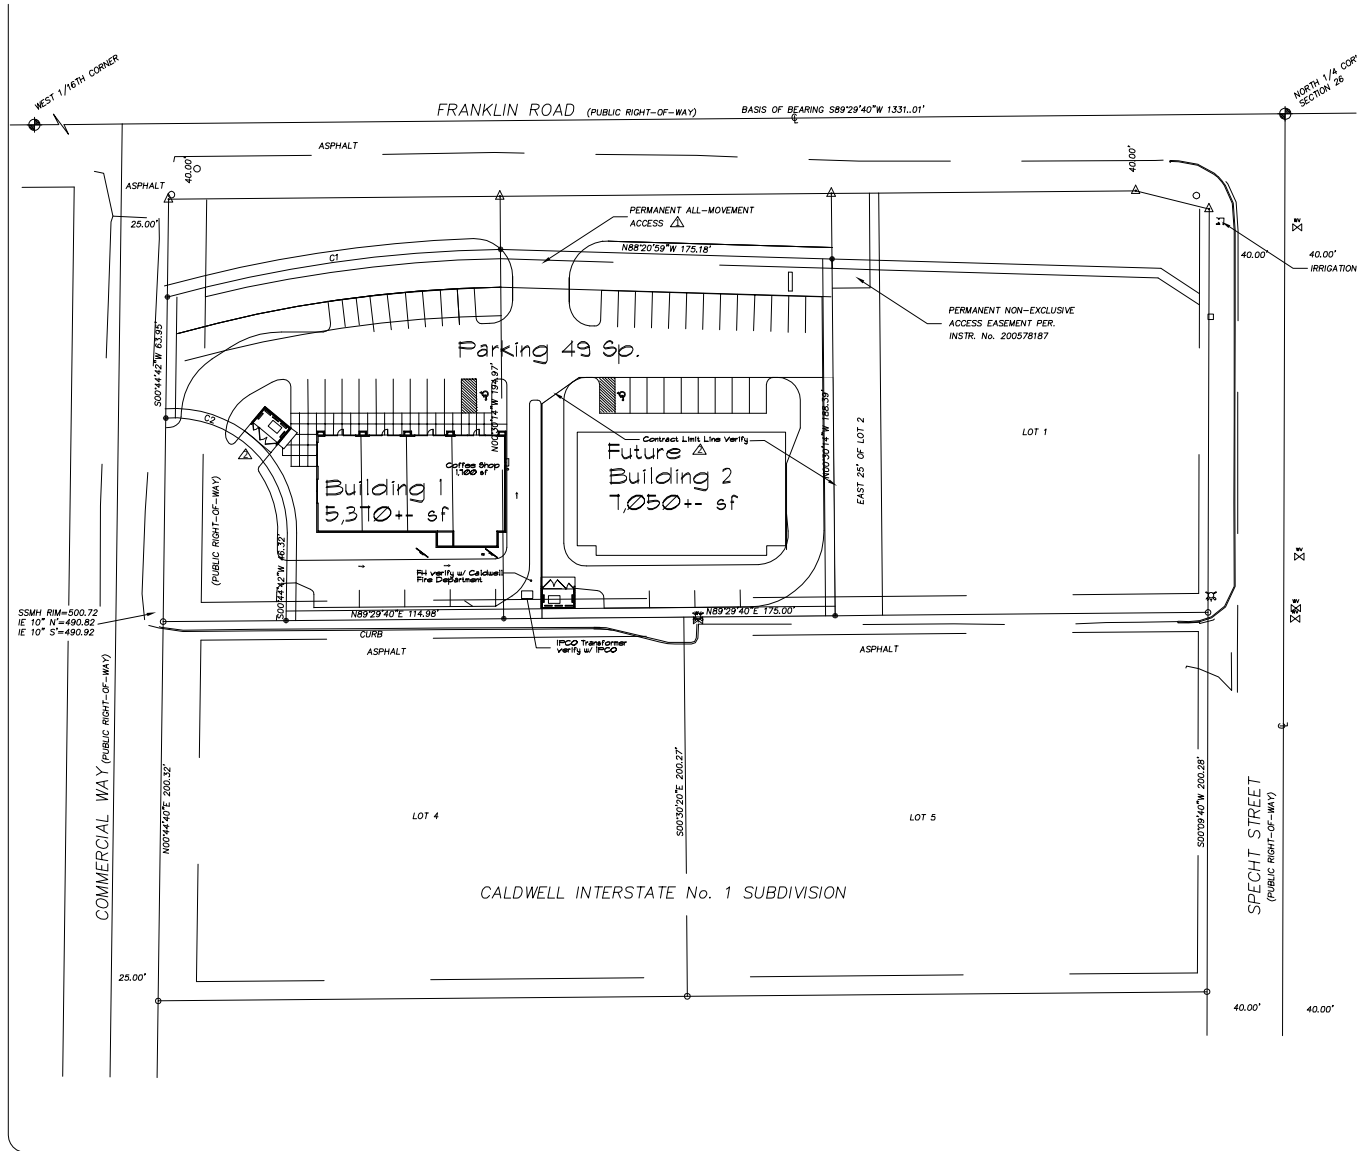 WEST 1/16TH CORNER
NORTH 1/4 COR
SECTION 26
FRANKLIN ROAD (PUBLIC RIGHT-OF-WAY)
BASIS OF BEARING S89°29'40"W 1331..01'
ASPHALT
40.00'
40.00'
ASPHALT
25.00'
PERMANENT ALL-MOVEMENT
ACCESS 1
N88°20'59"W 175.18'
C1
40.00'
40.00'
IRRIGATION
PERMANENT NON-EXCLUSIVE
ACCESS EASEMENT PER.
INSTR. No. 200578187
S00°44'42"W 63.95'
Parking 49 Sp.
N00°30'14"W 194.97'
N00°30'14"W 188.39'
C2
EAST 25' OF LOT 2
LOT 1
Contract Limit Line Verify
Coffee Shop
1,700 sf
Future 2
Building 2
7,050+- sf
Building 1
5,370+- sf
(PUBLIC RIGHT-OF-WAY)
S00°44'42"W 46.32'
FH verify w/ Caldwell
Fire Department
SSMH RIM=500.72
IE 10" N'=490.82
IE 10" S'=490.92
N89°29'40"E 114.98'
N89°29'40"E 175.00'
CURB
ASPHALT
IPCO Transformer
verify w/ IPCO
ASPHALT
COMMERCIAL WAY (PUBLIC RIGHT-OF-WAY)
N00°44'40"E 200.32'
S00°30'20"E 200.27'
S00°09'40"W 200.28'
SPECHT STREET
(PUBLIC RIGHT-OF-WAY)
LOT 4
LOT 5
CALDWELL INTERSTATE No. 1 SUBDIVISION
25.00'
40.00'
40.00'